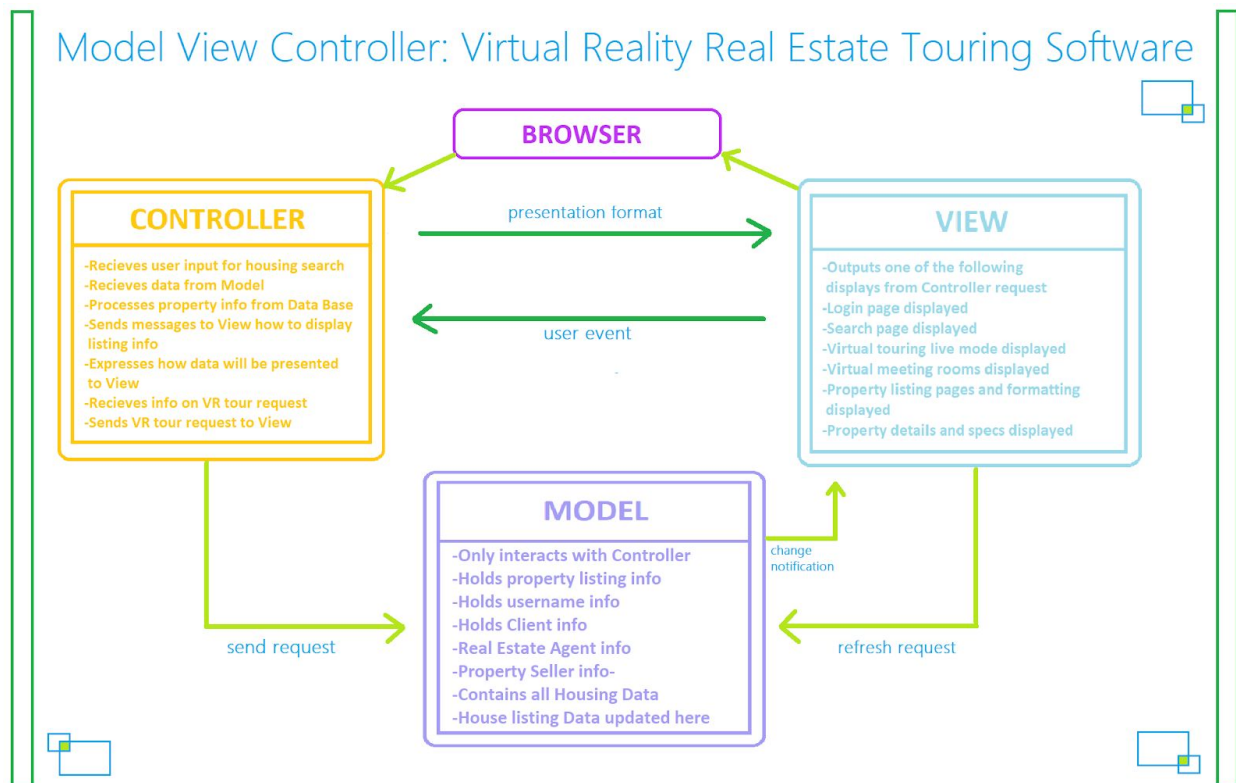 Model View Controller: Virtual Reality Real Estate Touring Software
BROWSER
CONTROLLER
-Recieves user input for housing search
-Recieves data from Model
-Processes property info from Data Base
-Sends messages to View how to display
listing info
-Expresses how data will be presented
to View
-Recieves info on VR tour request
-Sends VR tour request to View
presentation format
user event
VIEW
-Outputs one of the following
displays from Controller request
-Login page displayed
-Search page displayed
-Virtual touring live mode displayed
-Virtual meeting rooms displayed
-Property listing pages and formatting
displayed
-Property details and specs displayed
MODEL
-Only interacts with Controller
-Holds property listing info
-Holds username info
-Holds Client info
-Real Estate Agent info
-Property Seller info-
-Contains all Housing Data
-House listing Data updated here
change
notification
send request
refresh request